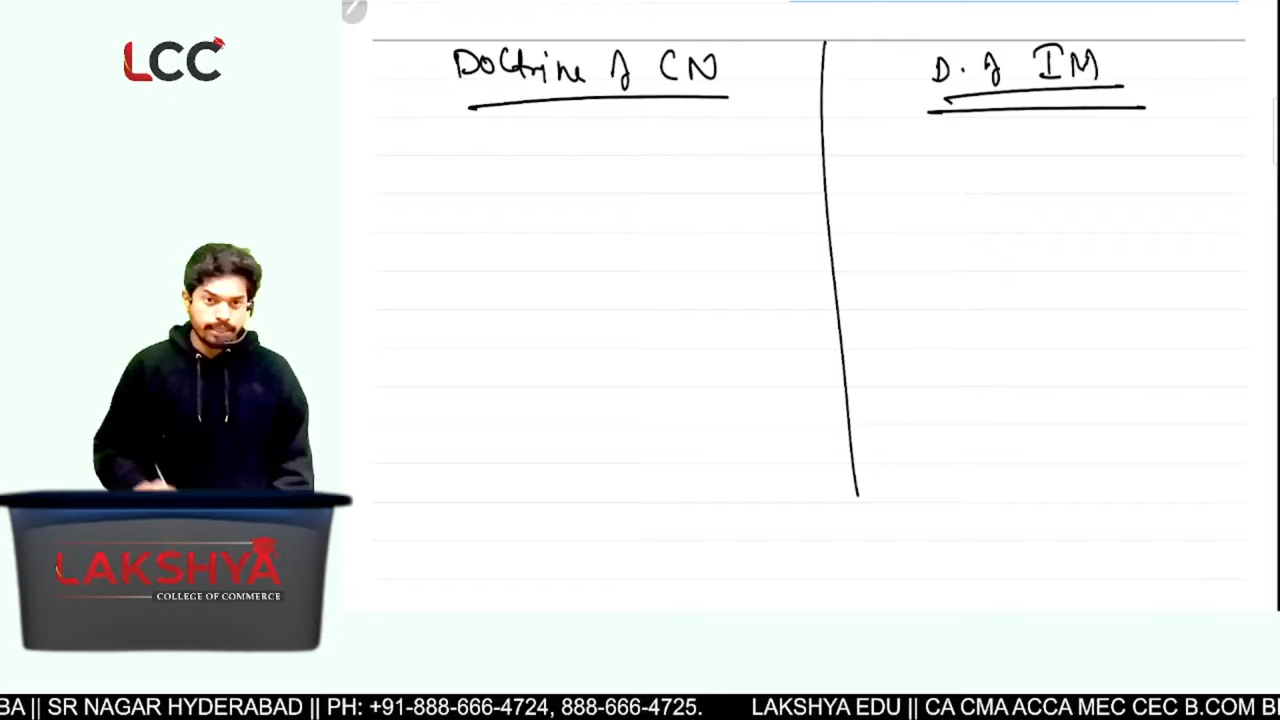 LCC
Doctrine of CN
D. of IM
LAKSHYA
COLLEGE OF COMMERCE
BA || SR NAGAR HYDERABAD || PH: +91-888-666-4724, 888-666-4725. LAKSHYA EDU || CA CMA ACCA MEC CEC B.COM B